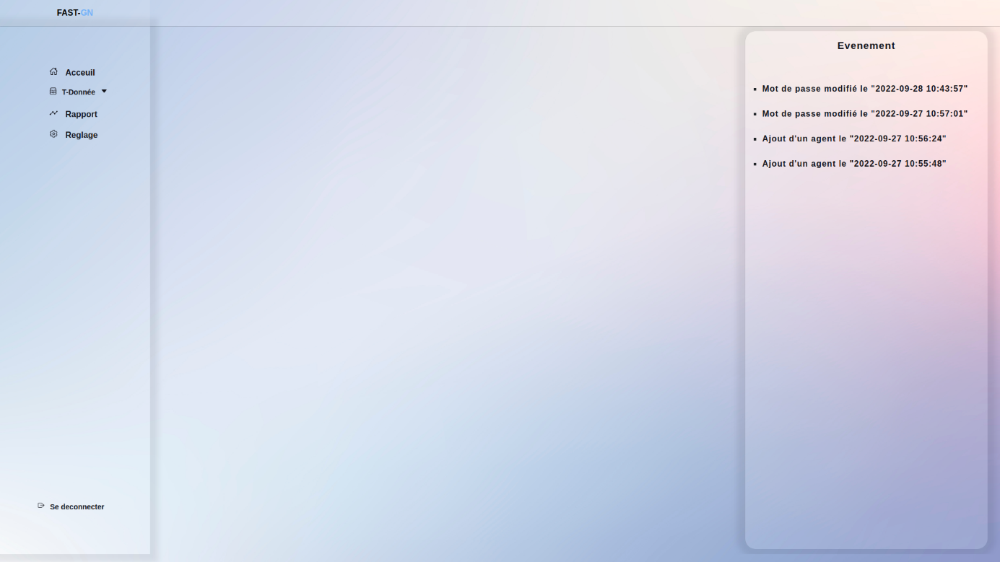 FAST-GN
Acceuil
T-Donnée
Rapport
Reglage
Se deconnecter
Evenement
Mot de passe modifié le "2022-09-28 10:43:57"
Mot de passe modifié le "2022-09-27 10:57:01"
Ajout d'un agent le "2022-09-27 10:56:24"
Ajout d'un agent le "2022-09-27 10:55:48"